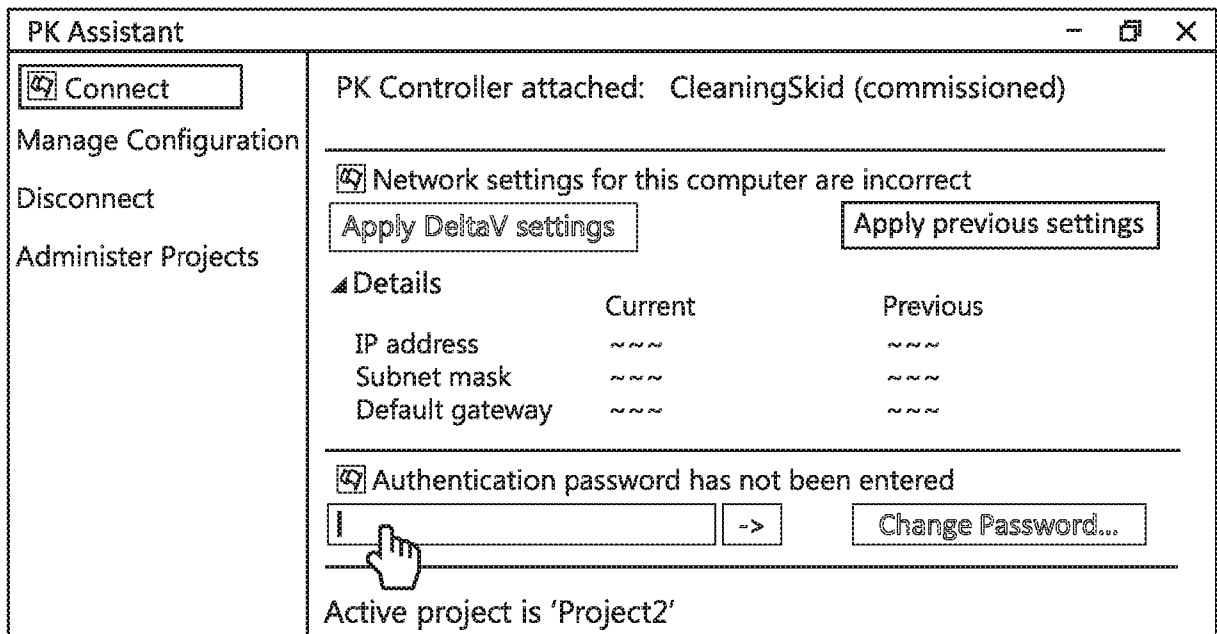 PK Assistant
Connect
Manage Configuration
Disconnect
Administer Projects
PK Controller attached: CleaningSkid (commissioned)
Network settings for this computer are incorrect
Apply DeltaV settings Apply previous settings
Details
Current Previous
IP address ~~~ ~~~
Subnet mask ~~~ ~~~
Default gateway ~~~ ~~~
Authentication password has not been entered
-> Change Password...
Active project is 'Project2'